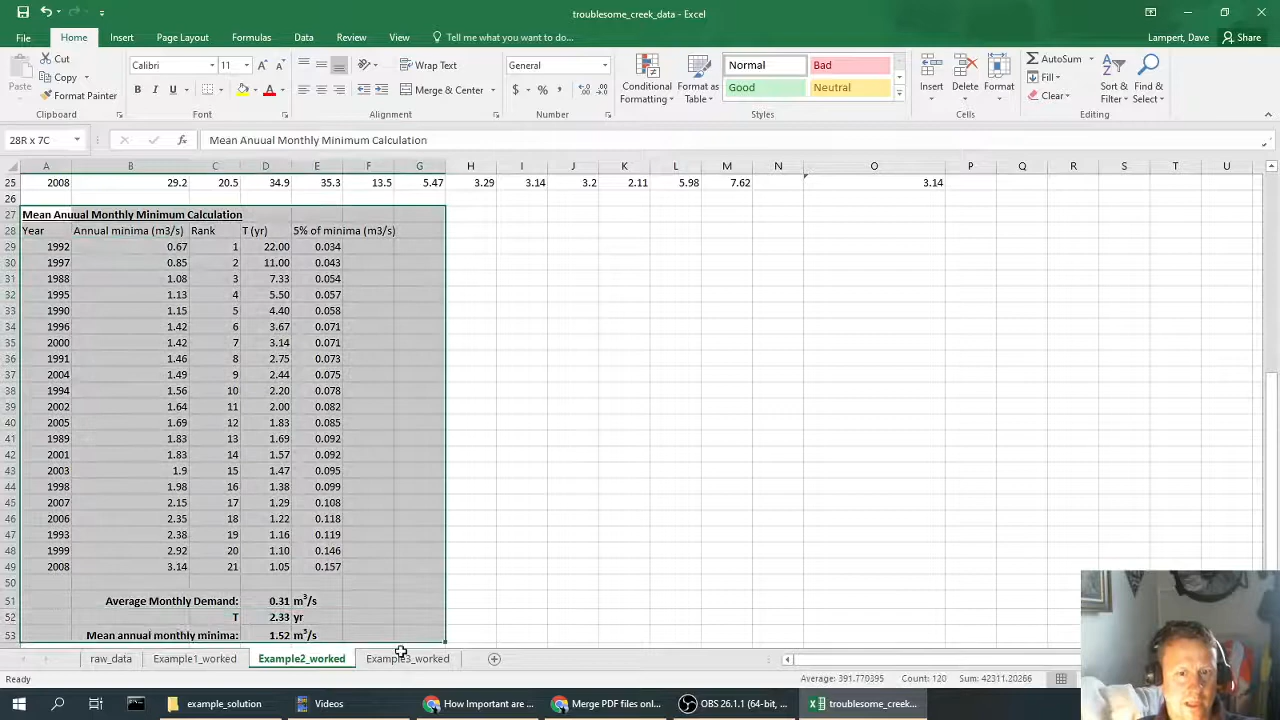 troublesome_creek_data - Excel
Lampert, Dave
Share
File Home Insert Page Layout Formulas Data Review View Tell me what you want to do...
Cut
Copy
Format Painter
Paste
Calibri 11
B I U
General
Wrap Text
Merge & Center
$ % ,
Conditional Formatting
Format as Table
Normal Bad
Good Neutral
Insert Delete Format
AutoSum
Fill
Clear
Sort & Filter
Find & Select
Clipboard Font Alignment Number Styles Cells Editing
28R x 7C fx Mean Anuual Monthly Minimum Calculation
A B C D E F G H I J K L M N O P Q R S T U
25 2008 29.2 20.5 34.9 35.3 13.5 5.47 3.29 3.14 3.2 2.11 5.98 7.62 3.14
26
27 Mean Anuual Monthly Minimum Calculation
28 Year Annual minima (m3/s) Rank T (yr) 5% of minima (m3/s)
29 1992 0.67 1 22.00 0.034
30 1997 0.85 2 11.00 0.043
31 1988 1.08 3 7.33 0.054
32 1995 1.13 4 5.50 0.057
33 1990 1.15 5 4.40 0.058
34 1996 1.42 6 3.67 0.071
35 2000 1.42 7 3.14 0.071
36 1991 1.46 8 2.75 0.073
37 2004 1.49 9 2.44 0.075
38 1994 1.56 10 2.20 0.078
39 2002 1.64 11 2.00 0.082
40 2005 1.69 12 1.83 0.085
41 1989 1.83 13 1.69 0.092
42 2001 1.83 14 1.57 0.092
43 2003 1.9 15 1.47 0.095
44 1998 1.98 16 1.38 0.099
45 2007 2.15 17 1.29 0.108
46 2006 2.35 18 1.22 0.118
47 1993 2.38 19 1.16 0.119
48 1999 2.92 20 1.10 0.146
49 2008 3.14 21 1.05 0.157
50
51 Average Monthly Demand: 0.31 m³/s
52 T 2.33 yr
53 Mean annual monthly minima: 1.52 m³/s
raw_data Example1_worked Example2_worked Example3_worked
Ready Average: 391.770395 Count: 120 Sum: 42311.20266
example_solution Videos How Important are ... Merge PDF files onl... OBS 26.1.1 (64-bit, ... troublesome_creek...